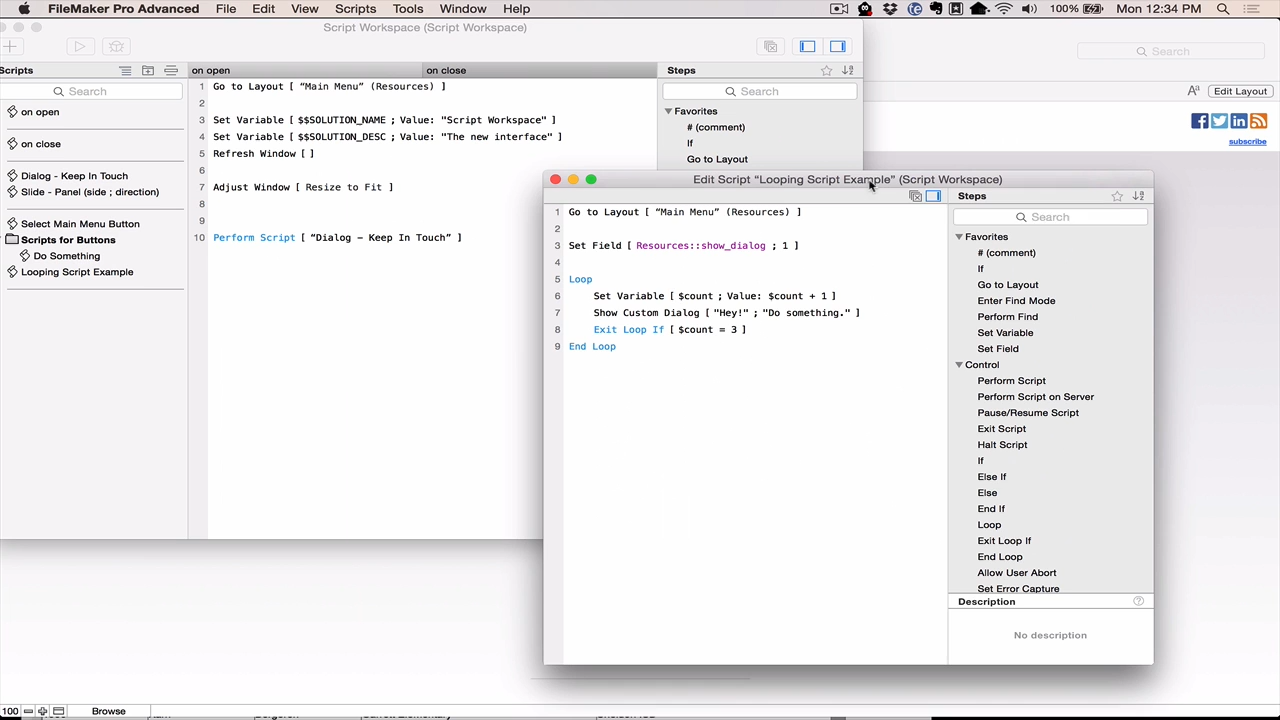 FileMaker Pro Advanced File Edit View Scripts Tools Window Help 100% Mon 12:34 PM
Script Workspace (Script Workspace)
Search
Scripts on open on close Steps
Search
Search
Edit Layout
subscribe
on open
on close
Dialog - Keep In Touch
Slide - Panel (side ; direction)
Select Main Menu Button
Scripts for Buttons
Do Something
Looping Script Example
1 Go to Layout [ “Main Menu” (Resources) ]
2
3 Set Variable [ $$SOLUTION_NAME ; Value: "Script Workspace" ]
4 Set Variable [ $$SOLUTION_DESC ; Value: "The new interface" ]
5 Refresh Window [ ]
6
7 Adjust Window [ Resize to Fit ]
8
9
10 Perform Script [ “Dialog - Keep In Touch” ]
Favorites
# (comment)
If
Go to Layout
Edit Script “Looping Script Example” (Script Workspace)
1 Go to Layout [ “Main Menu” (Resources) ]
2
3 Set Field [ Resources::show_dialog ; 1 ]
4
5 Loop
6 Set Variable [ $count ; Value: $count + 1 ]
7 Show Custom Dialog [ "Hey!" ; "Do something." ]
8 Exit Loop If [ $count = 3 ]
9 End Loop
Steps
Search
Favorites
# (comment)
If
Go to Layout
Enter Find Mode
Perform Find
Set Variable
Set Field
Control
Perform Script
Perform Script on Server
Pause/Resume Script
Exit Script
Halt Script
If
Else If
Else
End If
Loop
Exit Loop If
End Loop
Allow User Abort
Set Error Capture
Description
No description
100 Browse